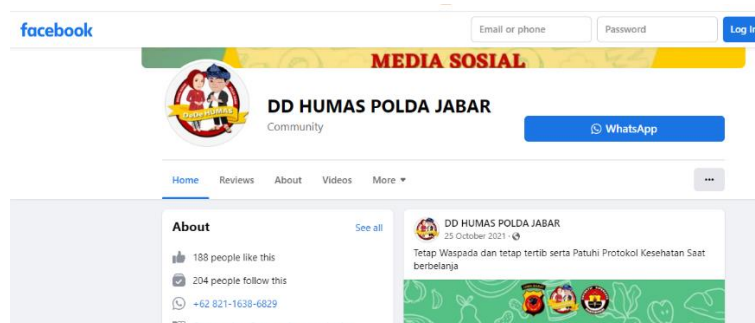 facebook
Email or phone
Password
Log In
MEDIA SOSIAL
DeDe HUMAS
DD HUMAS POLDA JABAR
Community
WhatsApp
Home Reviews About Videos More
About
See all
188 people like this
204 people follow this
+62 821-1638-6829
DD HUMAS POLDA JABAR
25 October 2021 ·
Tetap Waspada dan tetap tertib serta Patuhi Protokol Kesehatan Saat
berbelanja